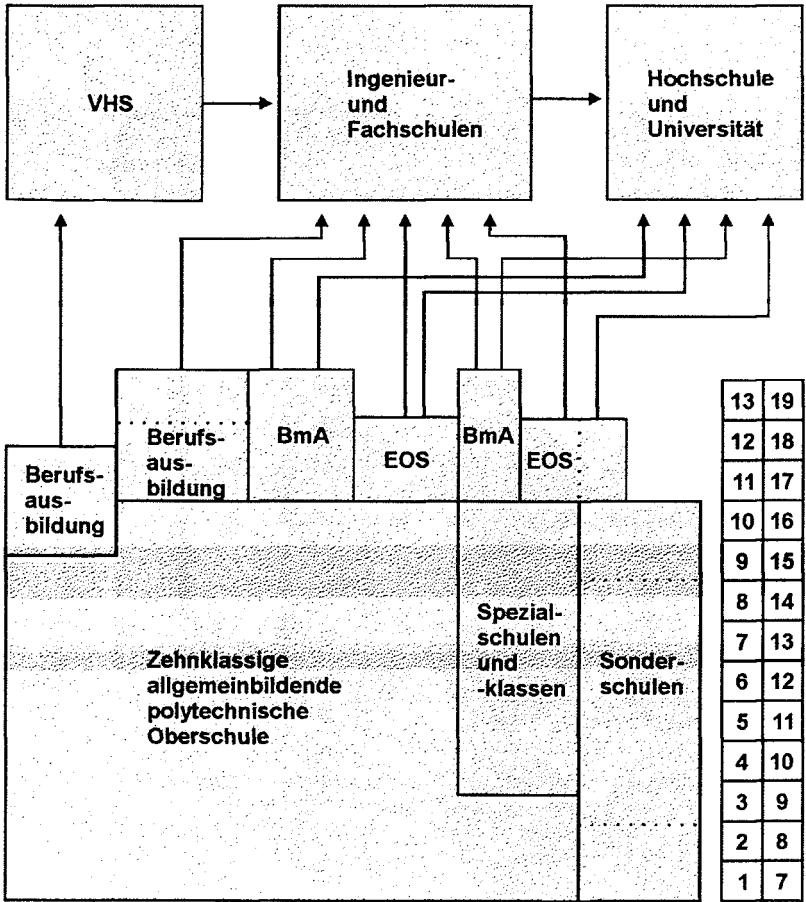 VHS
Ingenieur-
und
Fachschulen
Hochschule
und
Universität
Berufs-
aus-
bildung
Berufs-
aus-
bildung
BmA
EOS
BmA
EOS
Zehnklassige
allgemeinbildende
polytechnische
Oberschule
Spezial-
schulen
und
-klassen
Sonder-
schulen
13 19
12 18
11 17
10 16
9 15
8 14
7 13
6 12
5 11
4 10
3 9
2 8
1 7